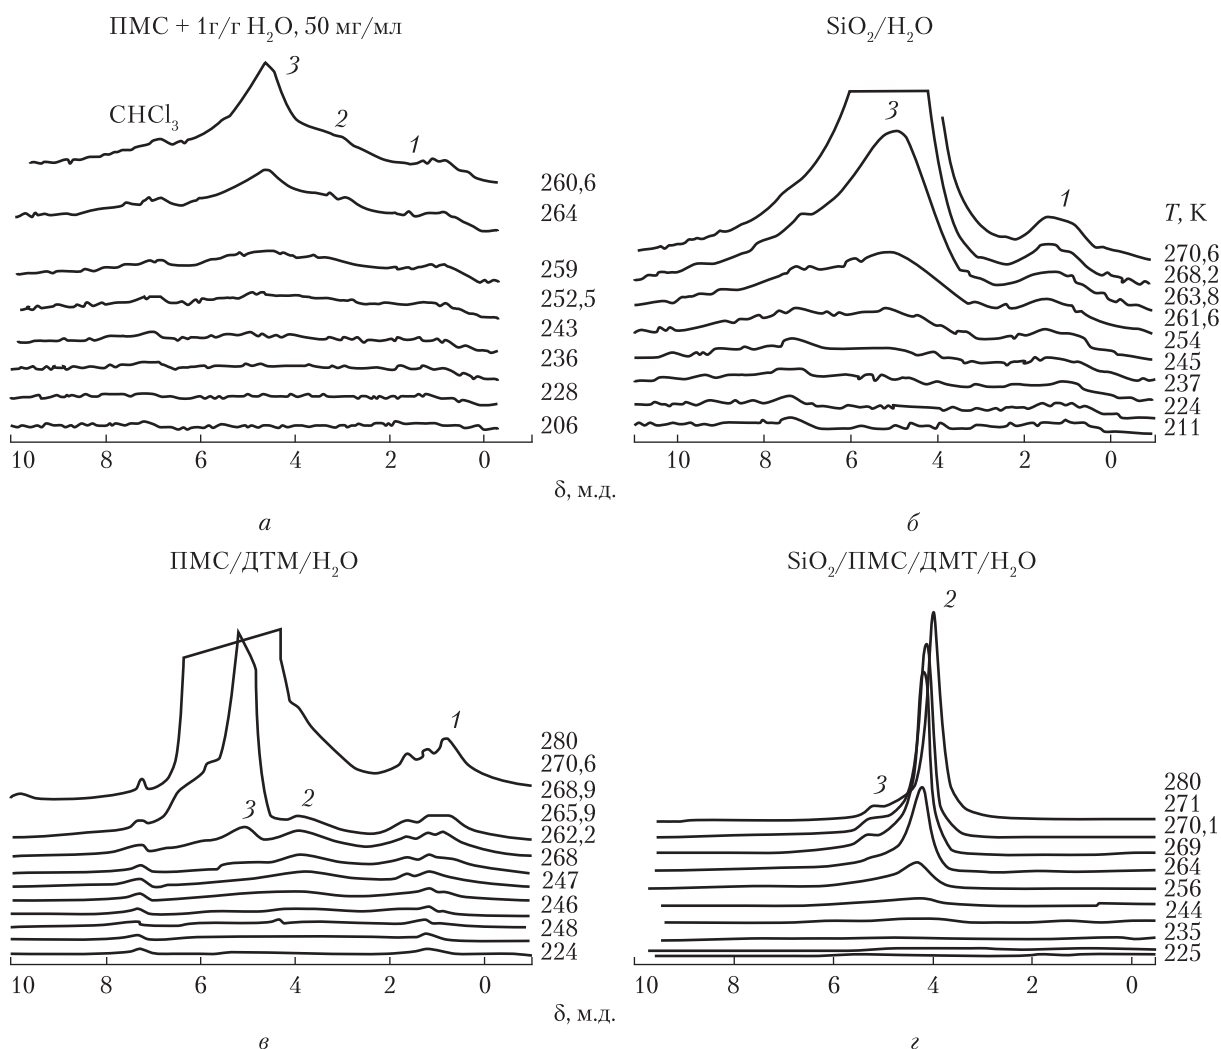 ПМС + 1г/г H₂O, 50 мг/мл
3
CHCl₃
2
1
260,6
264
259
252,5
243
236
228
206
10 8 6 4 2 0
а
SiO₂/H₂O
3
1
T, К
270,6
268,2
263,8
261,6
254
245
237
224
211
10 8 6 4 2 0
δ, м.д.
б
ПМС/ДТМ/H₂O
1
3
2
280
270,6
268,9
265,9
262,2
268
247
246
248
224
10 8 6 4 2 0
в
SiO₂/ПМС/ДМТ/H₂O
2
3
280
271
270,1
269
264
256
244
235
225
10 8 6 4 2 0
δ, м.д.
г